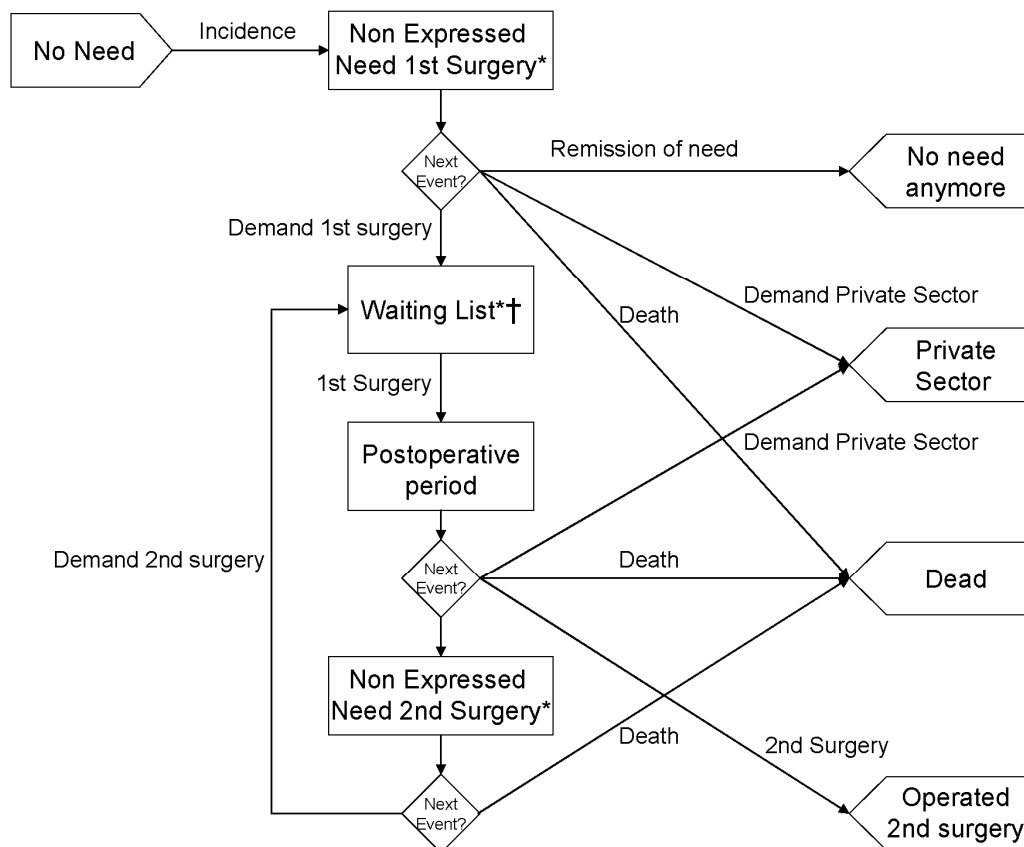 No Need
Incidence
Non Expressed
Need 1st Surgery*
Next
Event?
Remission of need
No need
anymore
Demand 1st surgery
Demand Private Sector
Death
Waiting List*†
Private
Sector
1st Surgery
Demand Private Sector
Postoperative
period
Demand 2nd surgery
Next
Event?
Death
Dead
Non Expressed
Need 2nd Surgery*
Death
2nd Surgery
Next
Event?
Operated
2nd surgery